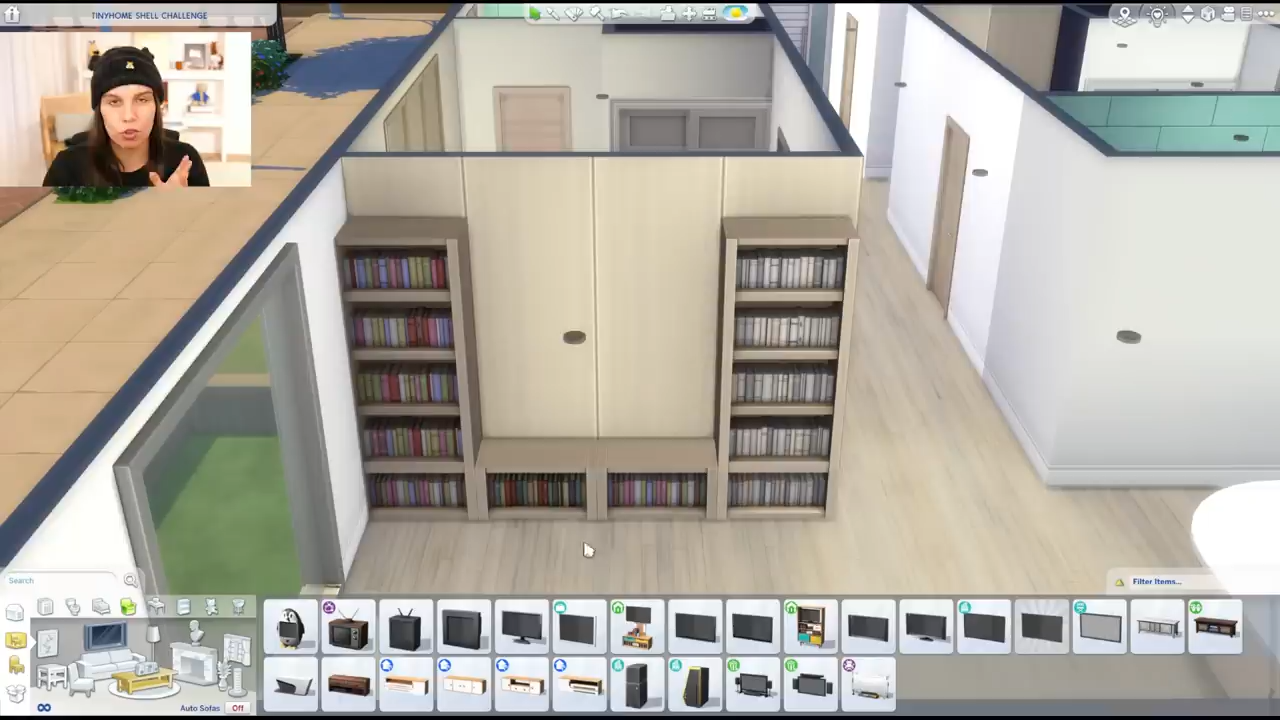 TINYHOME SHELL CHALLENGE
Search
Filter Items...
Auto Sofas
Off